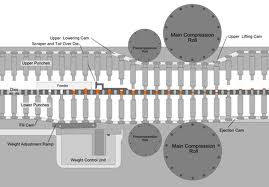 Upper Lowering Cam
Scraper and Tail Over Die
Main Compression
Roll
Upper Lifting Cam
Precompression
Roll
Upper Punches
Feeder
Dies
Lower Punches
Fill Cam
Precompression
Roll
Weight Adjustment Ramp
Weight Control Unit
Main Compression
Roll
Ejection Cam